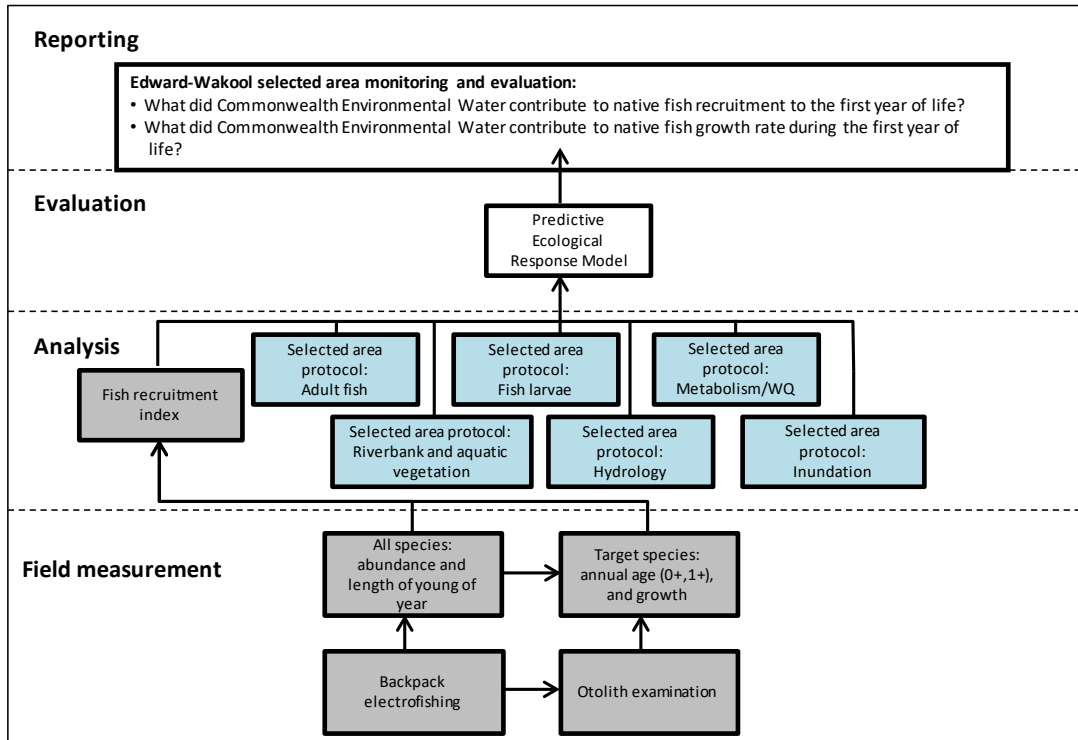 Reporting
Edward-Wakool selected area monitoring and evaluation:
• What did Commonwealth Environmental Water contribute to native fish recruitment to the first year of life?
• What did Commonwealth Environmental Water contribute to native fish growth rate during the first year of
life?
Evaluation
Predictive
Ecological
Response Model
Analysis
Fish recruitment
index
Selected area
protocol:
Adult fish
Selected area
protocol:
Fish larvae
Selected area
protocol:
Metabolism/WQ
Selected area protocol:
Riverbank and aquatic
vegetation
Selected area
protocol:
Hydrology
Selected area
protocol:
Inundation
Field measurement
All species:
abundance and
length of young of
year
Target species:
annual age (0+,1+),
and growth
Backpack
electrofishing
Otolith examination